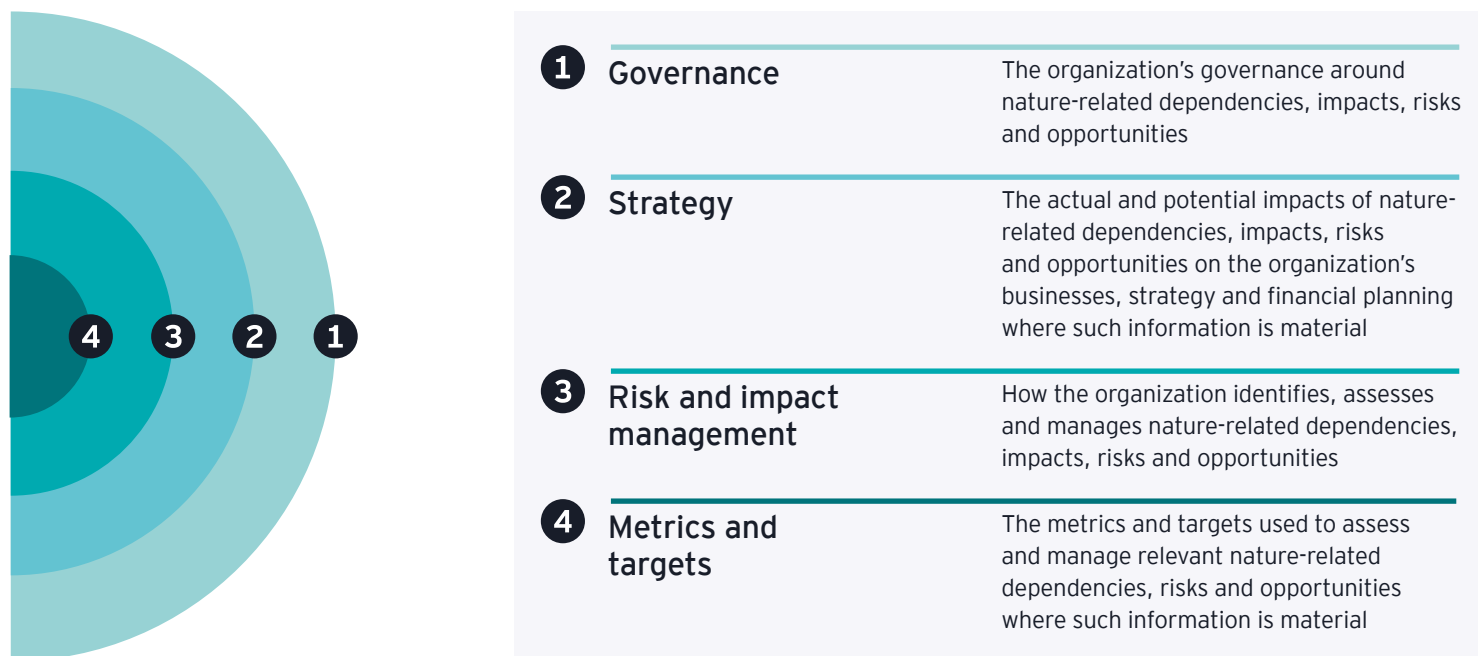 4 3 2 1
1 Governance
The organization’s governance around
nature-related dependencies, impacts, risks
and opportunities
2 Strategy
The actual and potential impacts of nature-
related dependencies, impacts, risks
and opportunities on the organization’s
businesses, strategy and financial planning
where such information is material
3 Risk and impact
management
How the organization identifies, assesses
and manages nature-related dependencies,
impacts, risks and opportunities
4 Metrics and
targets
The metrics and targets used to assess
and manage relevant nature-related
dependencies, risks and opportunities
where such information is material